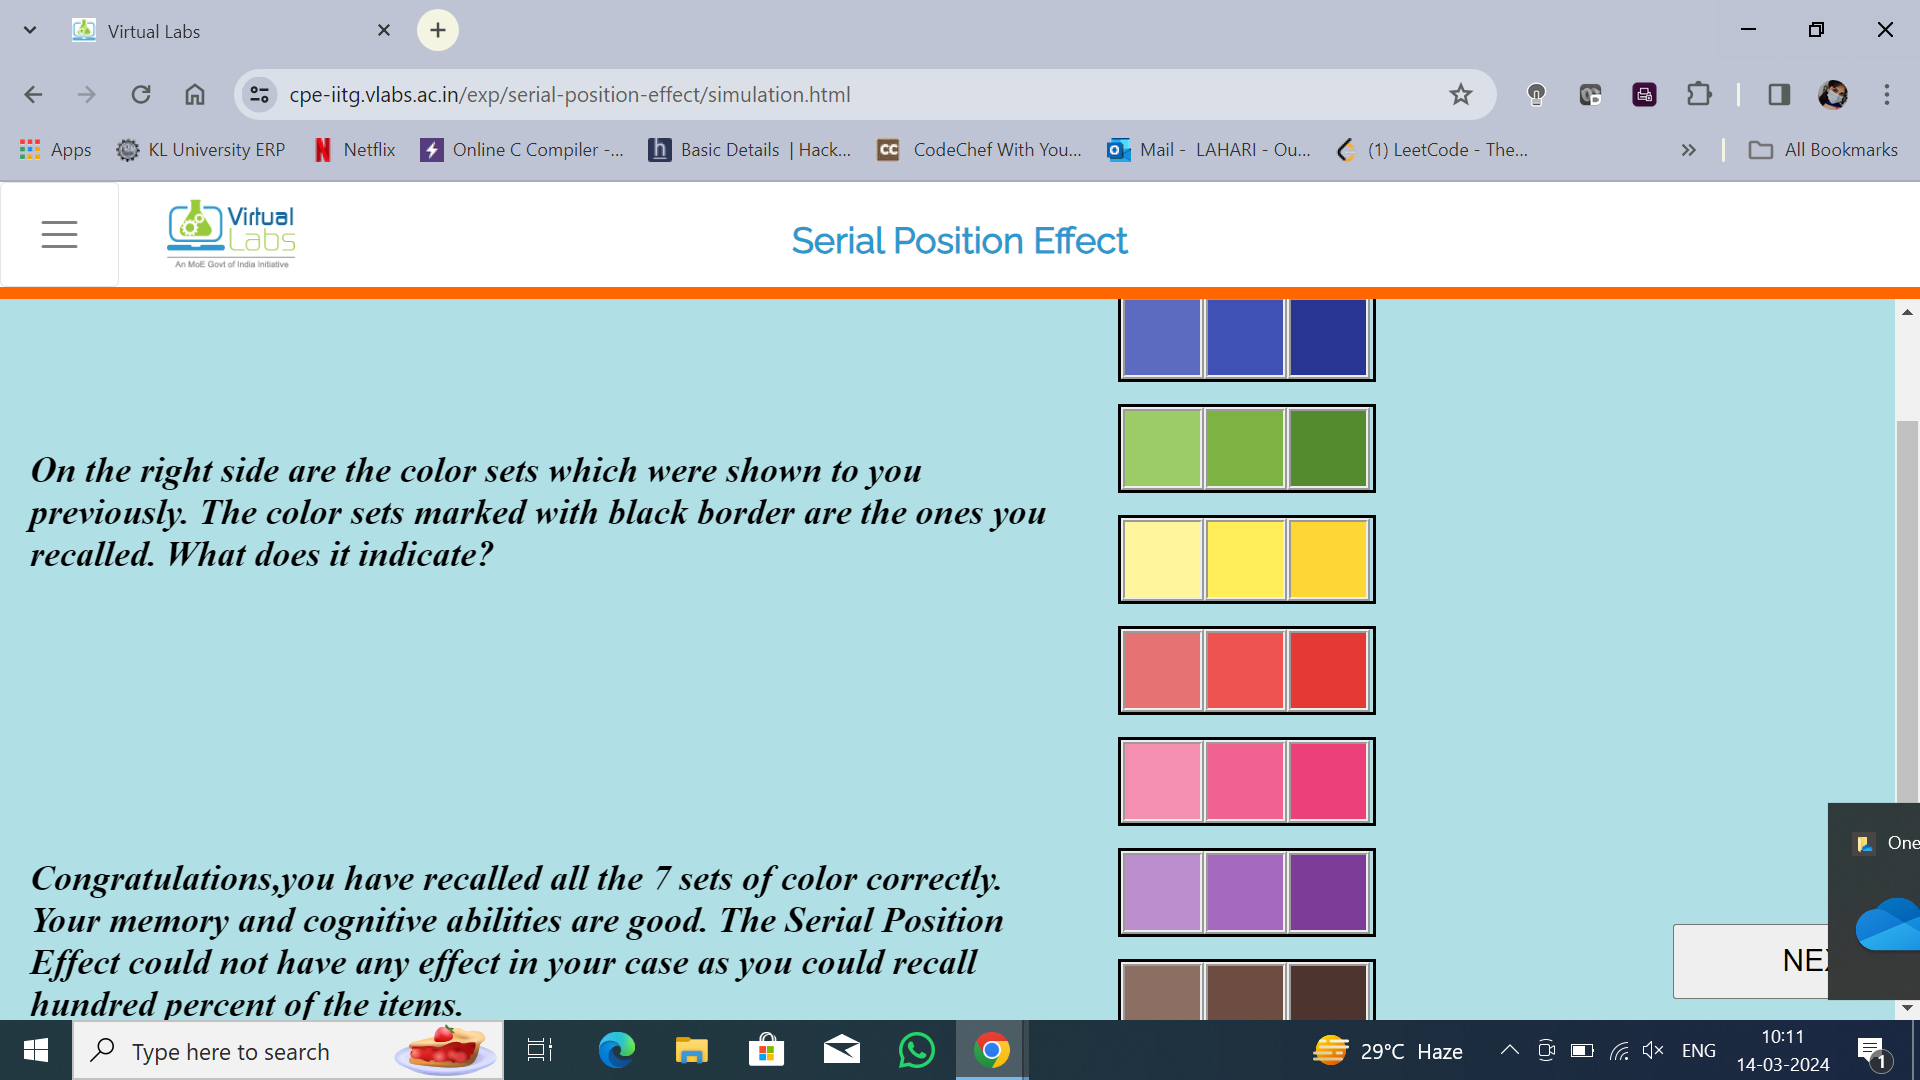 Virtual Labs
cpe-iitg.vlabs.ac.in/exp/serial-position-effect/simulation.html
Apps KL University ERP Netflix Online C Compiler -... Basic Details | Hack... CodeChef With You... Mail - LAHARI - Ou... (1) LeetCode - The... All Bookmarks
Virtual
Labs
An MoE Govt of India Initiative
Serial Position Effect
On the right side are the color sets which were shown to you
previously. The color sets marked with black border are the ones you
recalled. What does it indicate?
Congratulations,you have recalled all the 7 sets of color correctly.
Your memory and cognitive abilities are good. The Serial Position
Effect could not have any effect in your case as you could recall
hundred percent of the items.
One
NEX
Type here to search
29°C Haze
ENG
10:11
14-03-2024
1